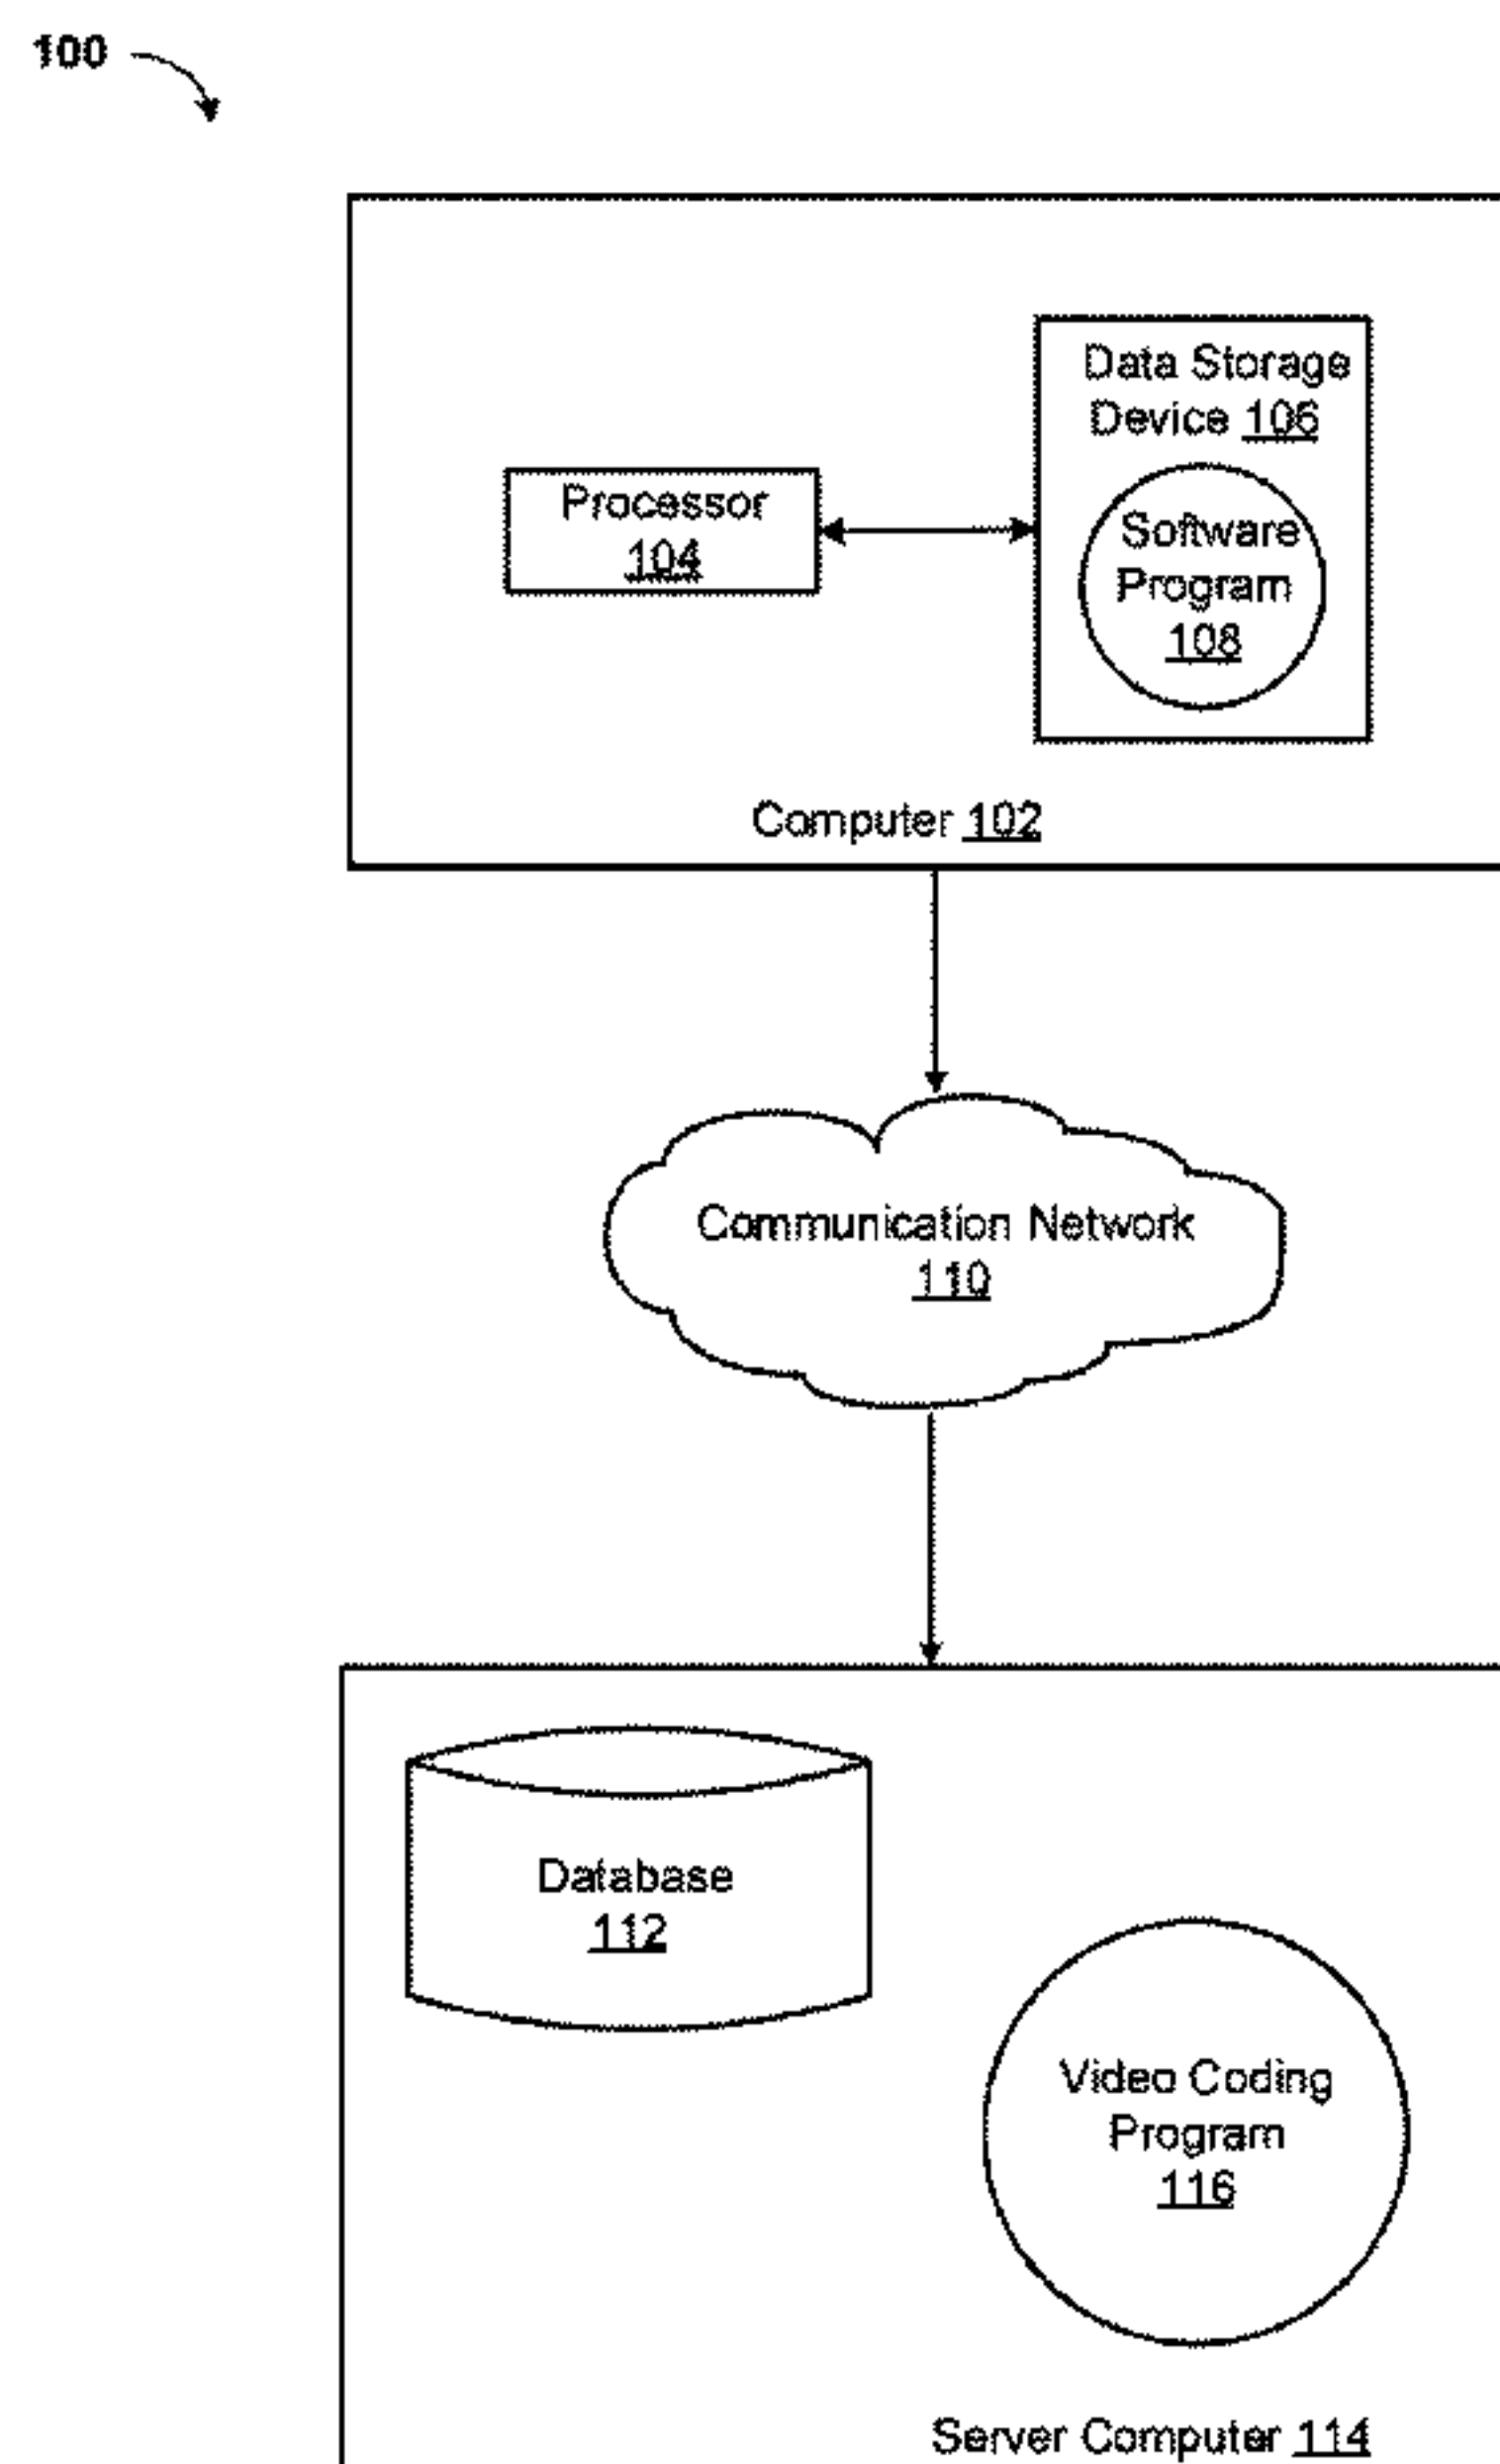 100
Data Storage
Device 106
Processor
104
Software
Program
108
Computer 102
Communication Network
110
Database
112
Video Coding
Program
116
Server Computer 114